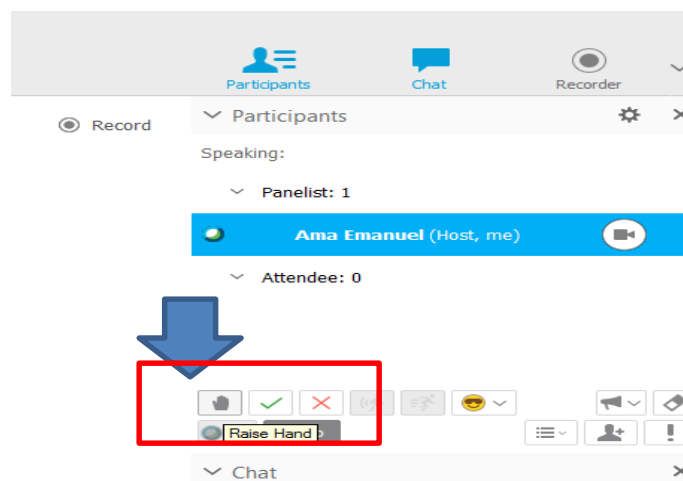 Participants Chat Recorder
Record
Participants
Speaking:
Panelist: 1
Ama Emanuel (Host, me)
Attendee: 0
Raise Hand
Chat